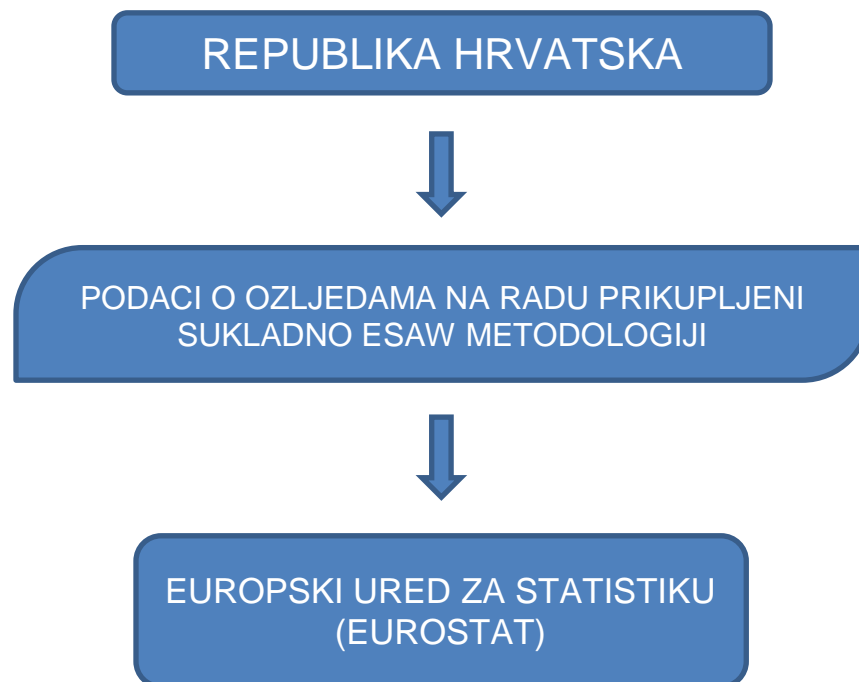 REPUBLIKA HRVATSKA
PODACI O OZLJEDAMA NA RADU PRIKUPLJENI
SUKLADNO ESAW METODOLOGIJI
EUROPSKI URED ZA STATISTIKU
(EUROSTAT)